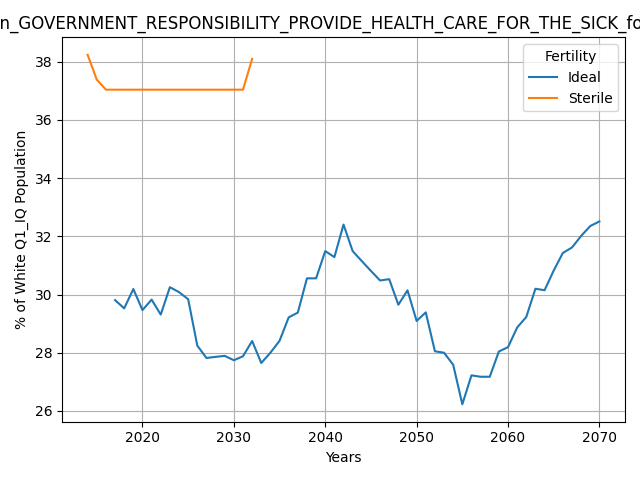 n_GOVERNMENT_RESPONSIBILITY_PROVIDE_HEALTH_CARE_FOR_THE_SICK_fo
Fertility
Ideal
Sterile
% of White Q1_IQ Population
38
36
34
32
30
28
26
2020 2030 2040 2050 2060 2070
Years